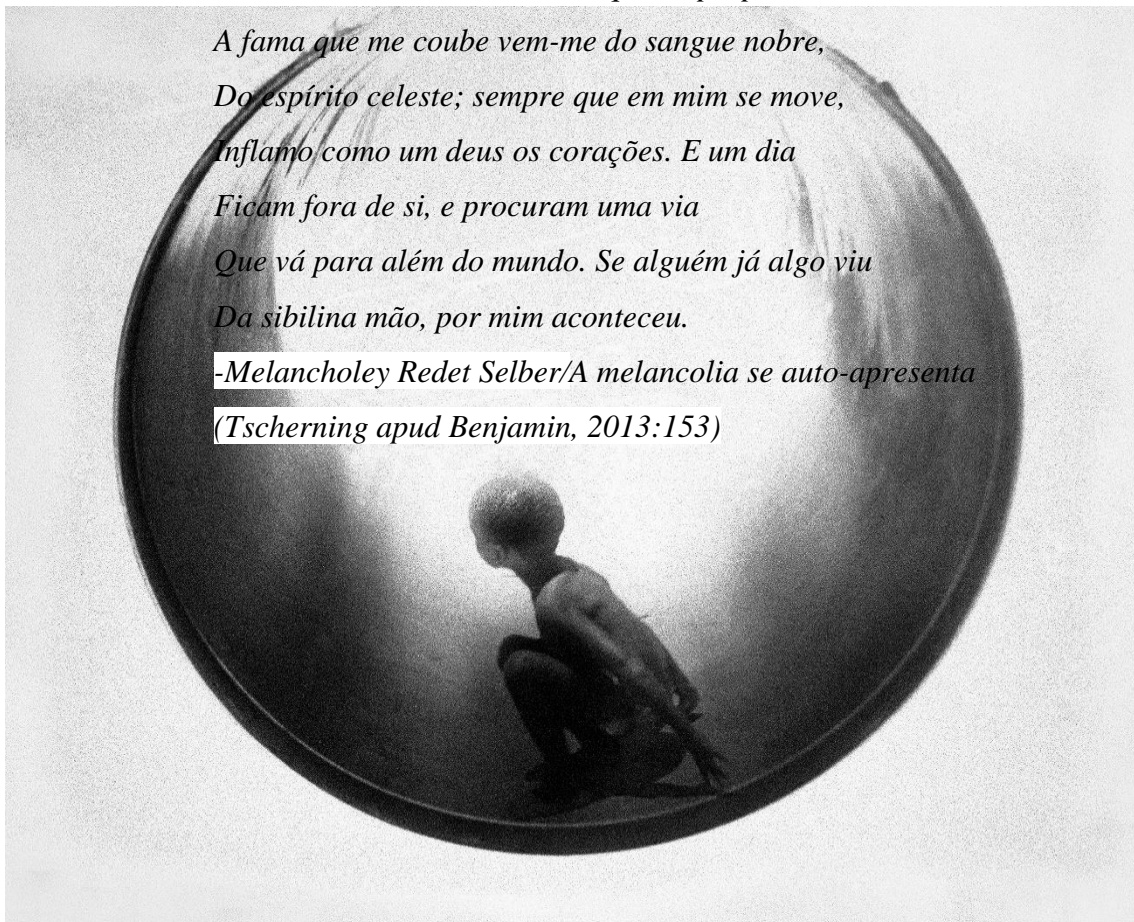 A fama que me coube vem-me do sangue nobre,
Do espírito celeste; sempre que em mim se move,
Inflamo como um deus os corações. E um dia
Ficam fora de si, e procuram uma via
Que vá para além do mundo. Se alguém já algo viu
Da sibilina mão, por mim aconteceu.
-Melancholey Redet Selber/A melancolia se auto-apresenta
(Tscherning apud Benjamin, 2013:153)